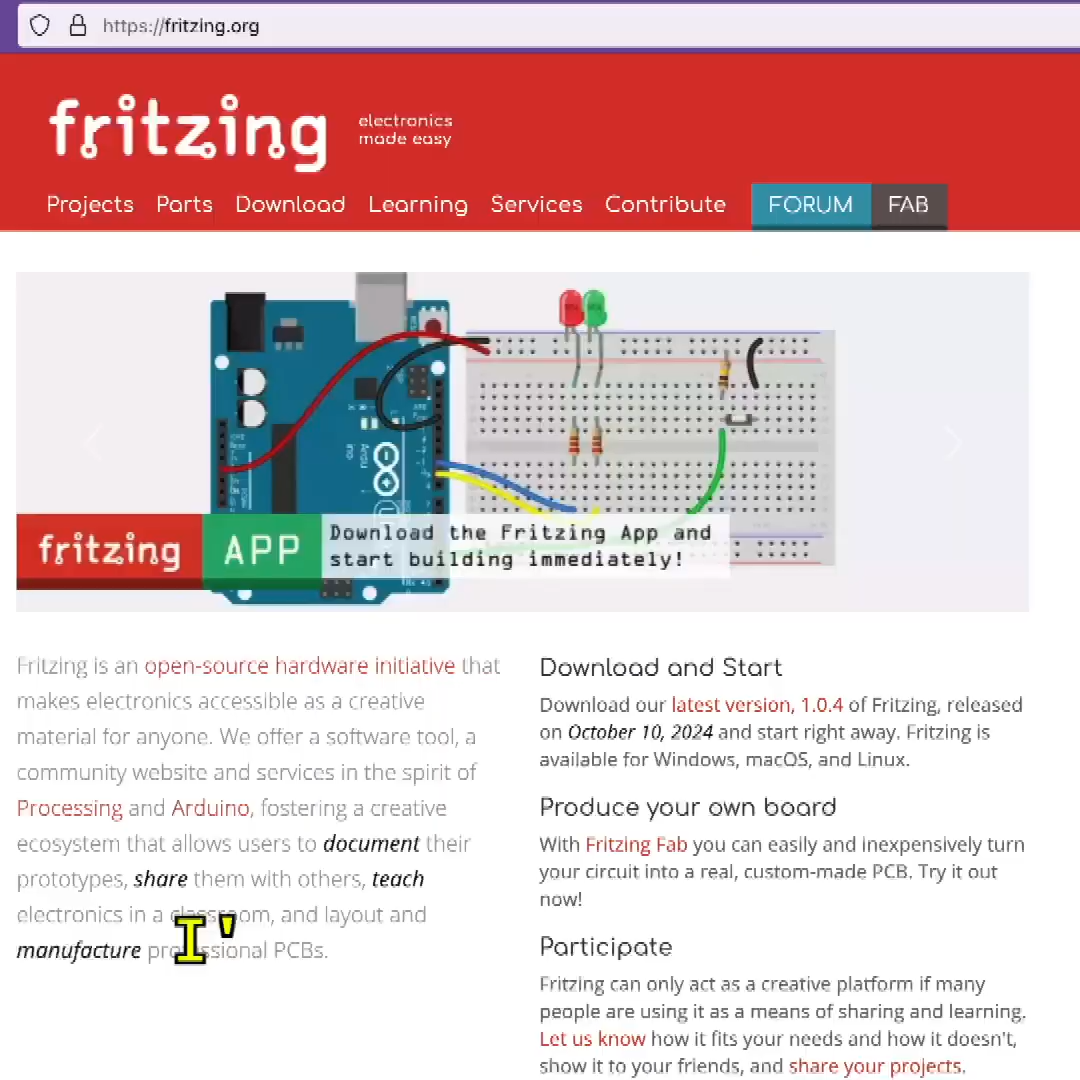 https://fritzing.org
fritzing
electronics
made easy
Projects Parts Download Learning Services Contribute FORUM FAB
fritzing APP
Download the Fritzing App and
start building immediately!
Fritzing is an open-source hardware initiative that
makes electronics accessible as a creative
material for anyone. We offer a software tool, a
community website and services in the spirit of
Processing and Arduino, fostering a creative
ecosystem that allows users to document their
prototypes, share them with others, teach
electronics in a classroom, and layout and
manufacture professional PCBs.
I'
Download and Start
Download our latest version, 1.0.4 of Fritzing, released
on October 10, 2024 and start right away. Fritzing is
available for Windows, macOS, and Linux.
Produce your own board
With Fritzing Fab you can easily and inexpensively turn
your circuit into a real, custom-made PCB. Try it out
now!
Participate
Fritzing can only act as a creative platform if many
people are using it as a means of sharing and learning.
Let us know how it fits your needs and how it doesn't,
show it to your friends, and share your projects.